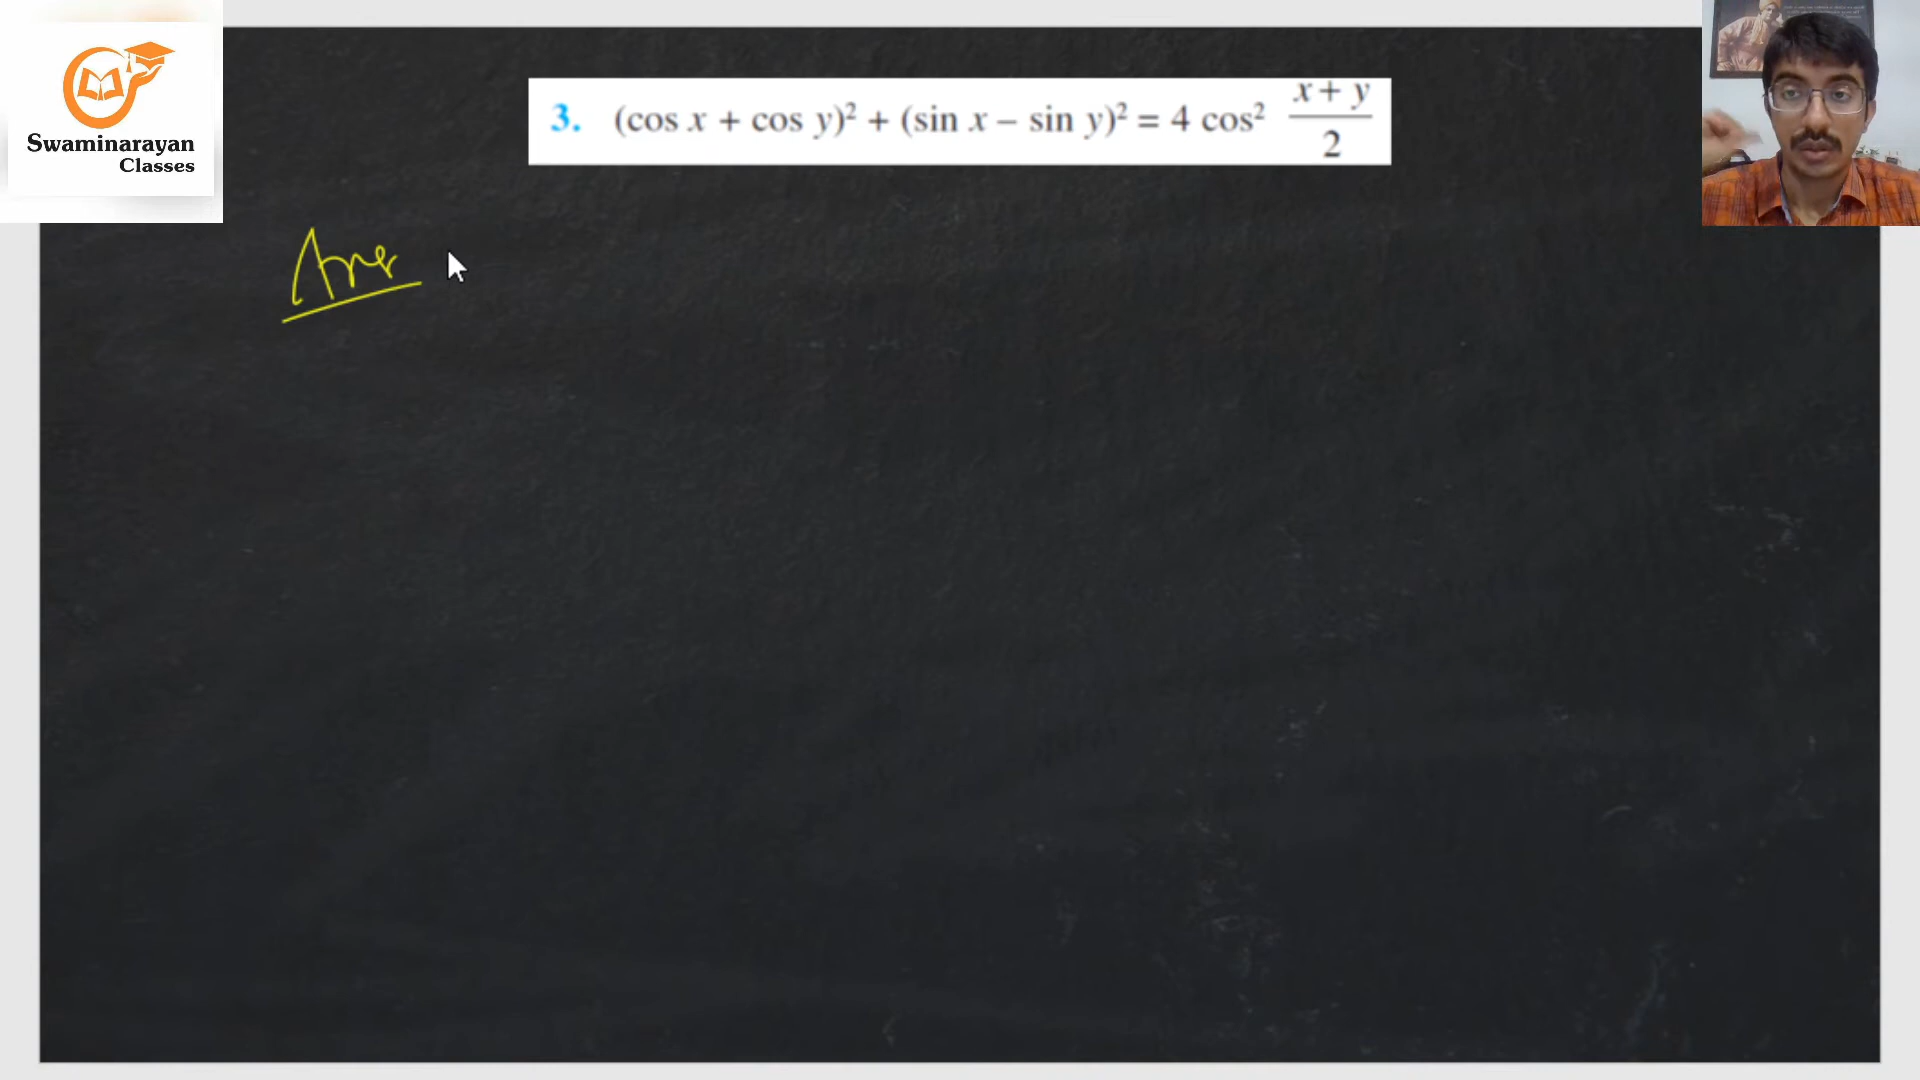 Swaminarayan
Classes
3. (cos x + cos y)² + (sin x – sin y)² = 4 cos² (x + y)/2
Ans